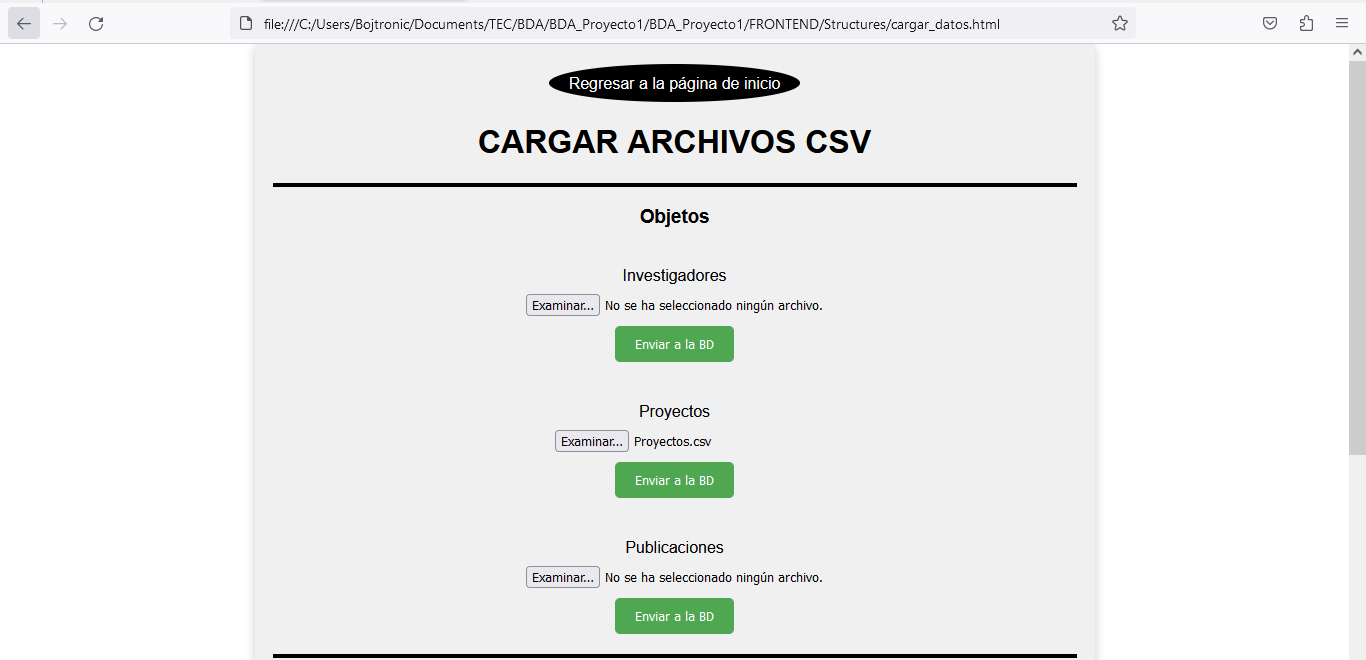 file:///C:/Users/Bojtronic/Documents/TEC/BDA/BDA_Proyecto1/BDA_Proyecto1/FRONTEND/Structures/cargar_datos.html
Regresar a la página de inicio
CARGAR ARCHIVOS CSV
Objetos
Investigadores
Examinar... No se ha seleccionado ningún archivo.
Enviar a la BD
Proyectos
Examinar... Proyectos.csv
Enviar a la BD
Publicaciones
Examinar... No se ha seleccionado ningún archivo.
Enviar a la BD